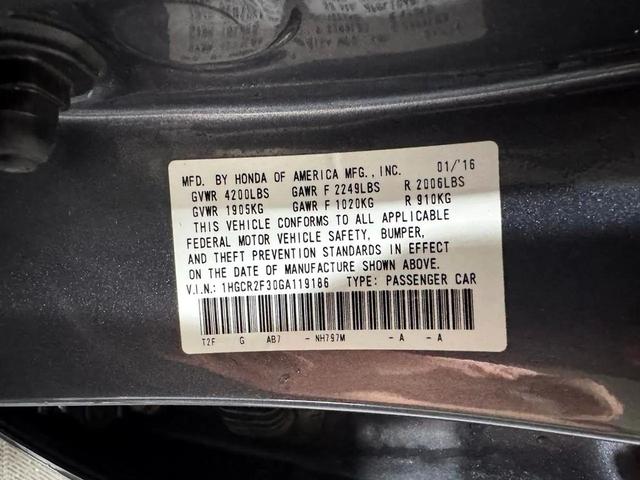 MFD. BY HONDA OF AMERICA MFG., INC. 01/'16
GVWR 4200LBS GAWR F 2249LBS R 2006LBS
GVWR 1905KG GAWR F 1020KG R 910KG
THIS VEHICLE CONFORMS TO ALL APPLICABLE
FEDERAL MOTOR VEHICLE SAFETY, BUMPER,
AND THEFT PREVENTION STANDARDS IN EFFECT
ON THE DATE OF MANUFACTURE SHOWN ABOVE.
V.I.N.: 1HGCR2F30GA119186 TYPE: PASSENGER CAR
T2F G AB7 - NH797M - A - A